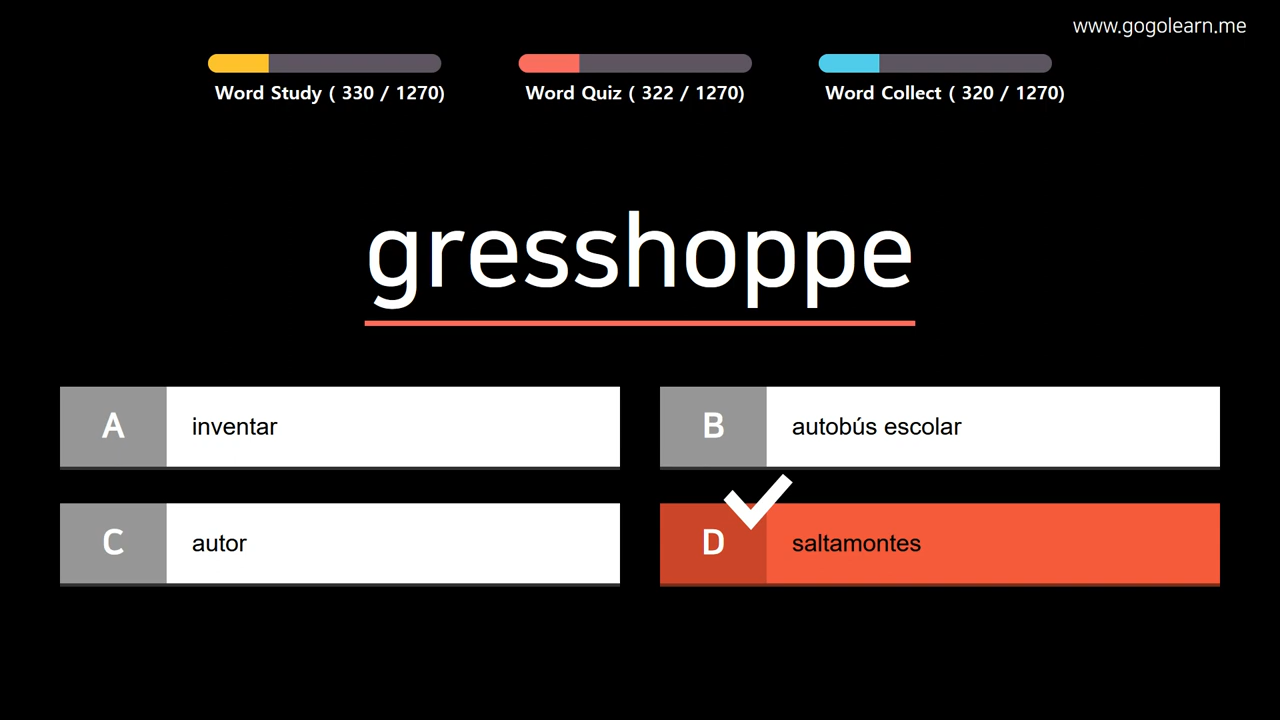 www.gogolearn.me
Word Study ( 330 / 1270)
Word Quiz ( 322 / 1270)
Word Collect ( 320 / 1270)
gresshoppe
A inventar
B autobús escolar
C autor
D saltamontes